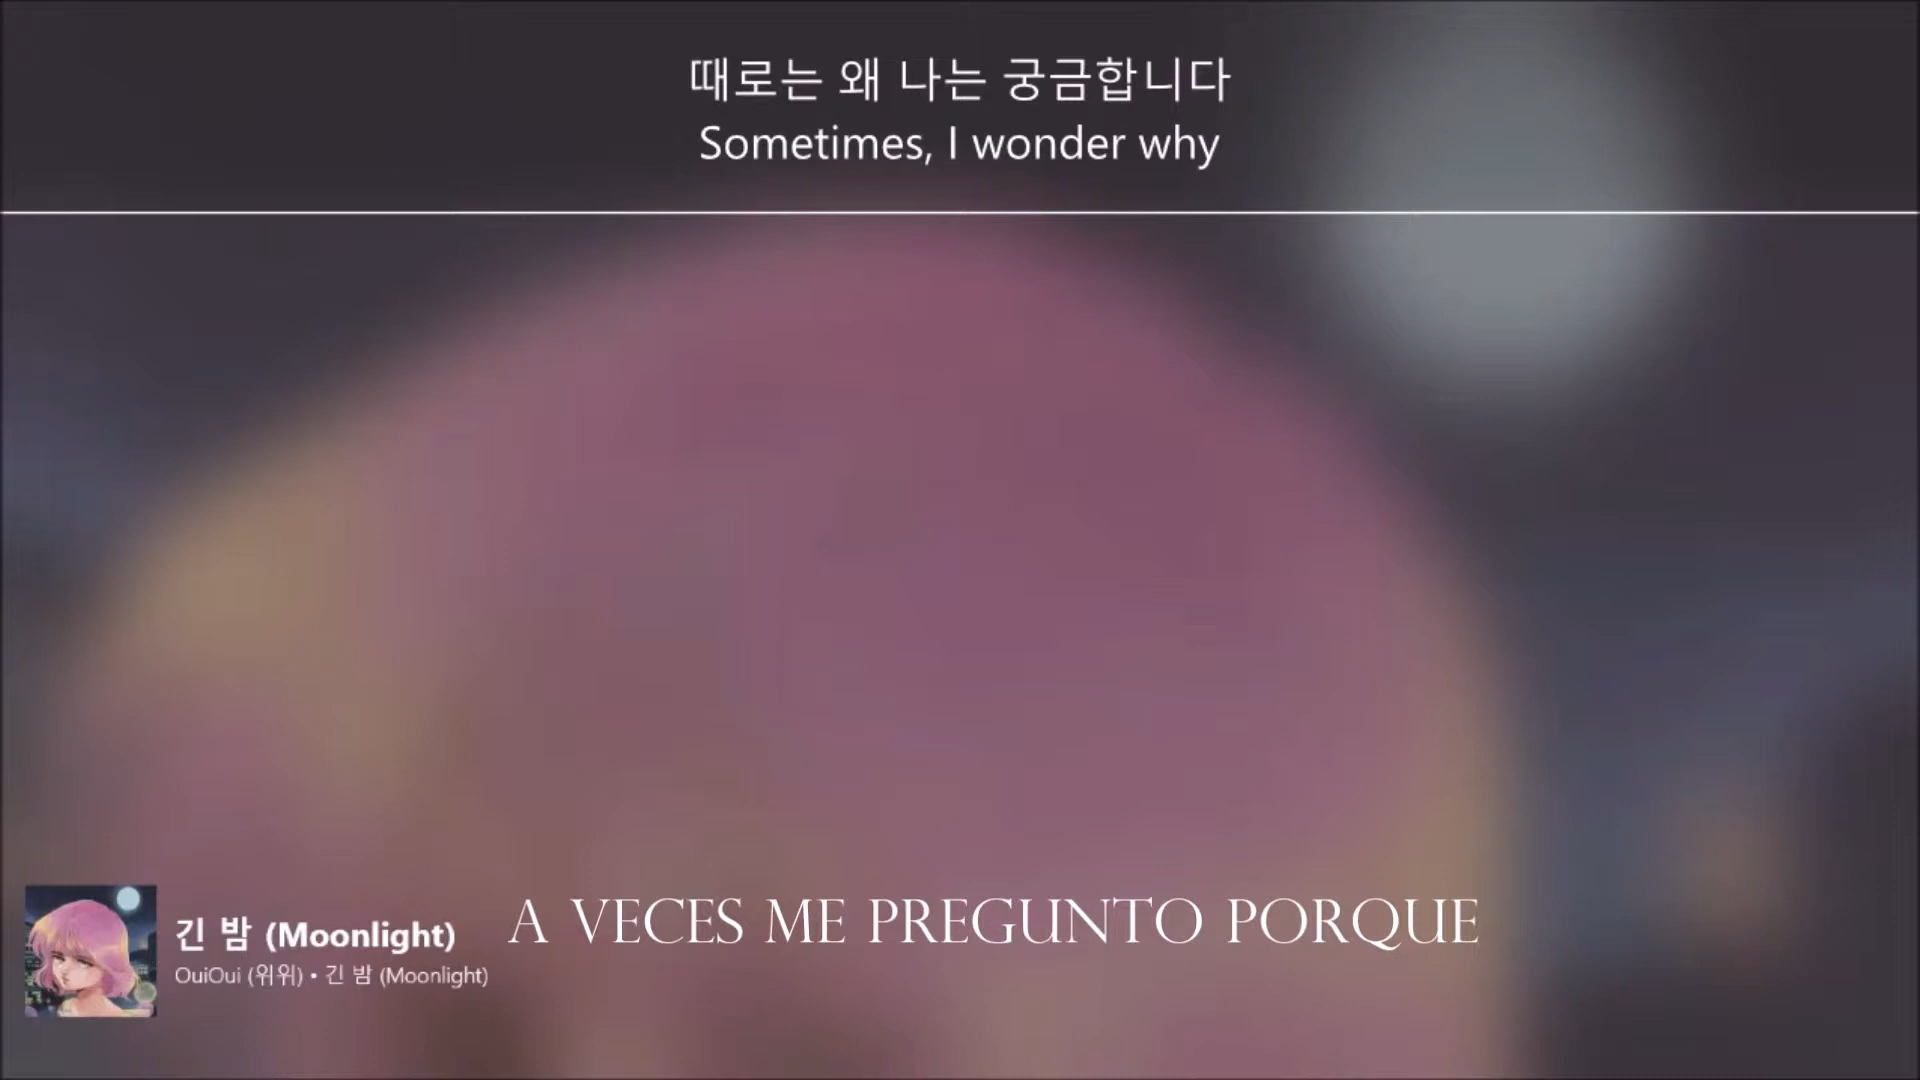 때로는 왜 나는 궁금합니다
Sometimes, I wonder why
긴 밤 (Moonlight)
OuiOui (위위) • 긴 밤 (Moonlight)
A VECES ME PREGUNTO PORQUE